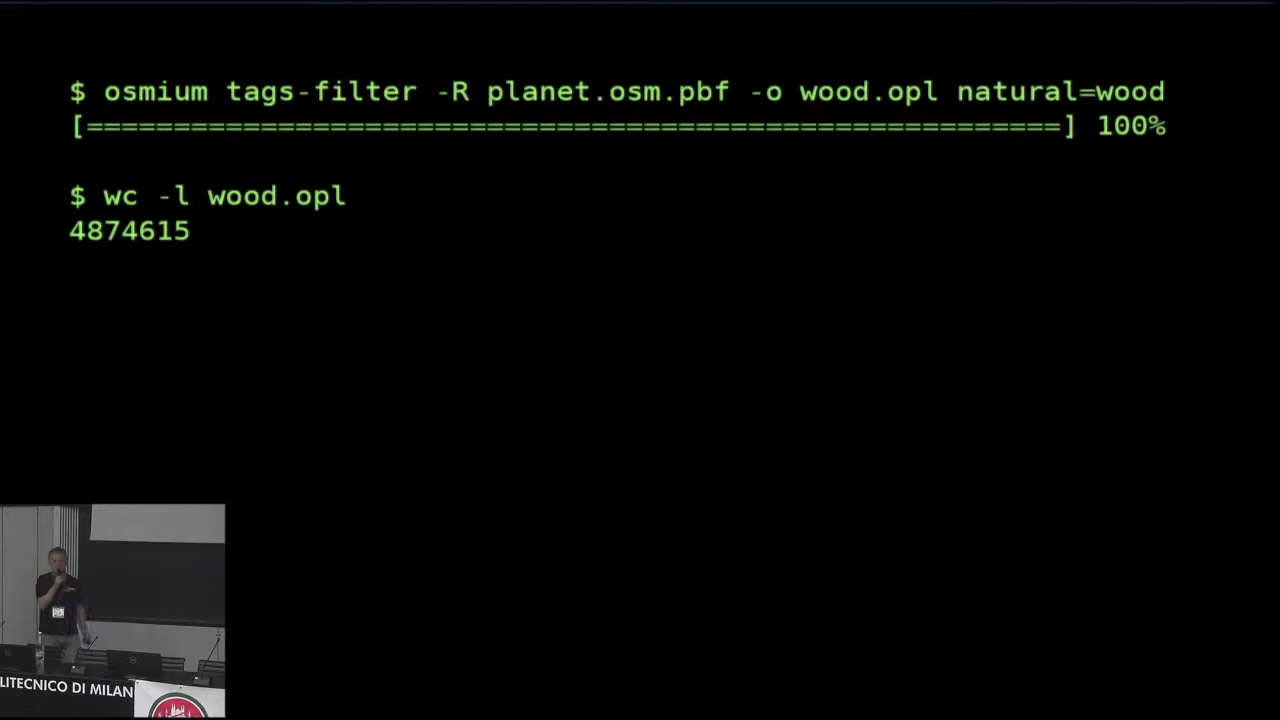 $ osmium tags-filter -R planet.osm.pbf -o wood.opl natural=wood
[========================================================] 100%
$ wc -l wood.opl
4874615
LITECNICO DI MILAN